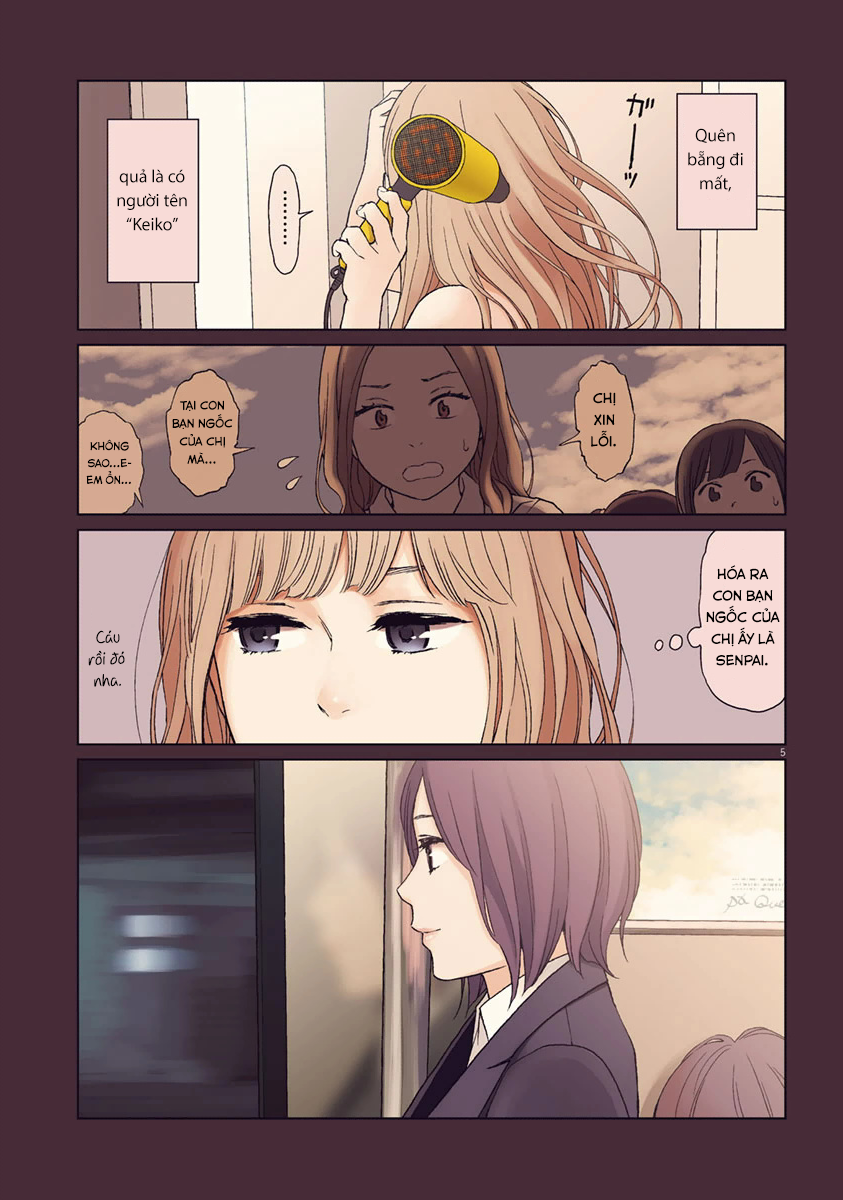 Quên
bẵng đi
mất,
ガーッ
quả là có
người tên
“Keiko”
………
CHỊ
XIN
LỖI.
TẠI CON
BẠN NGỐC
CỦA CHỊ
MÀ...
KHÔNG
SAO...E-
EM ỔN...
HÓA RA
CON BẠN
NGỐC CỦA
CHỊ ẤY LÀ
SENPAI.
Cáu
rồi đó
nha.
5